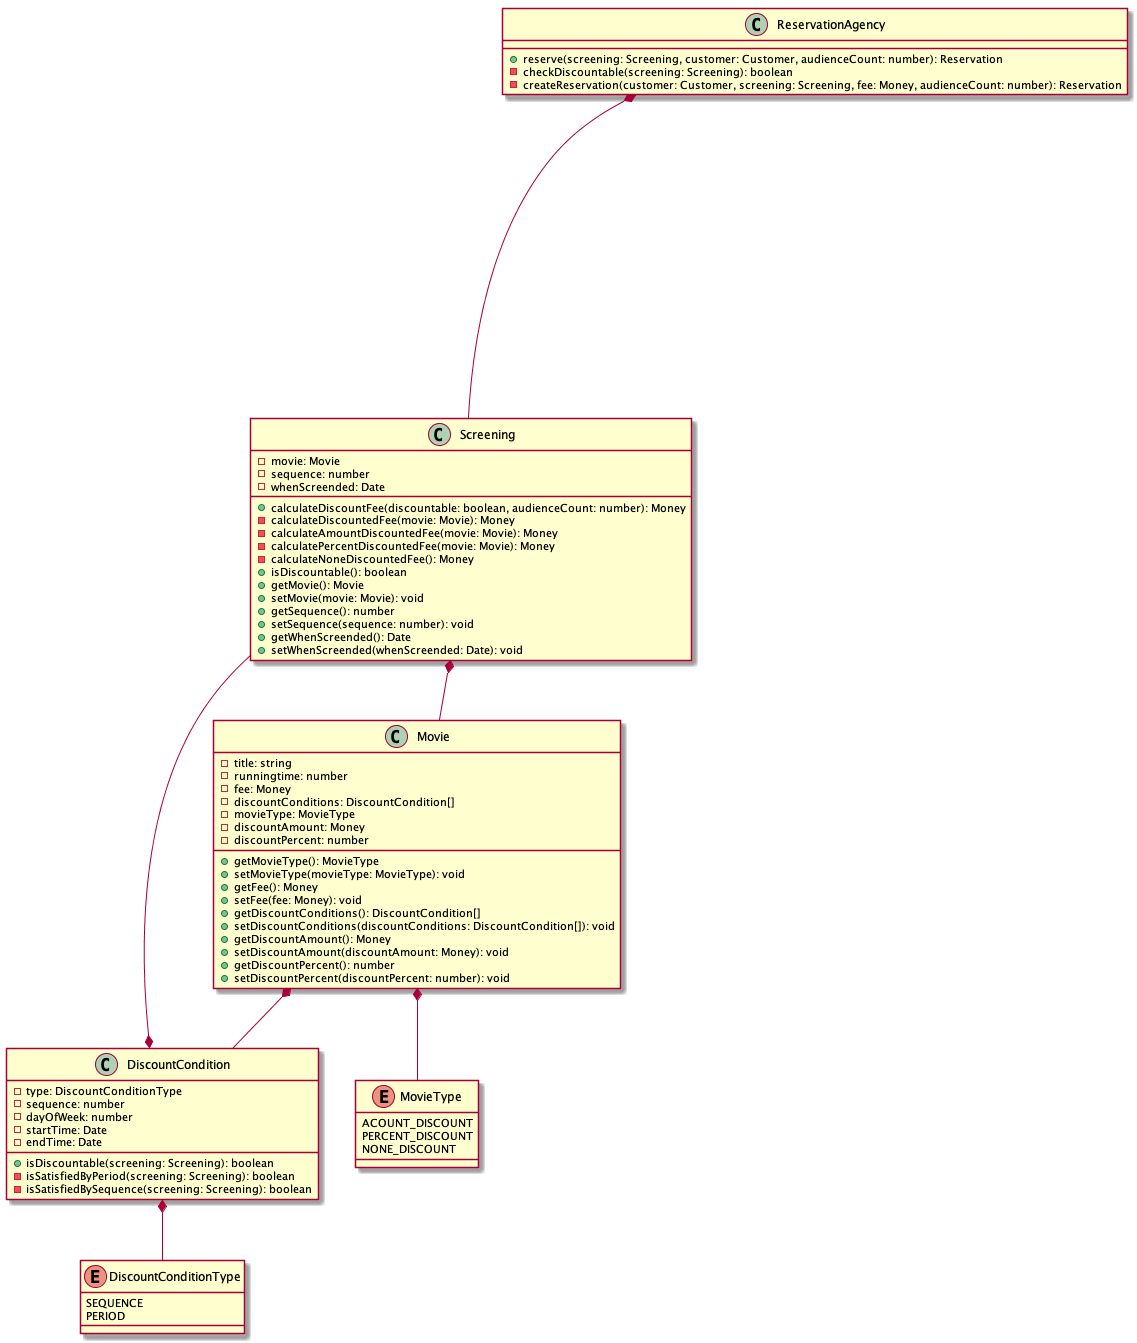 C ReservationAgency
reserve(screening: Screening, customer: Customer, audienceCount: number): Reservation
checkDiscountable(screening: Screening): boolean
createReservation(customer: Customer, screening: Screening, fee: Money, audienceCount: number): Reservation
C Screening
movie: Movie
sequence: number
whenScreended: Date
calculateDiscountFee(discountable: boolean, audienceCount: number): Money
calculateDiscountedFee(movie: Movie): Money
calculateAmountDiscountedFee(movie: Movie): Money
calculatePercentDiscountedFee(movie: Movie): Money
calculateNoneDiscountedFee(): Money
isDiscountable(): boolean
getMovie(): Movie
setMovie(movie: Movie): void
getSequence(): number
setSequence(sequence: number): void
getWhenScreended(): Date
setWhenScreended(whenScreended: Date): void
C Movie
title: string
runningtime: number
fee: Money
discountConditions: DiscountCondition[]
movieType: MovieType
discountAmount: Money
discountPercent: number
getMovieType(): MovieType
setMovieType(movieType: MovieType): void
getFee(): Money
setFee(fee: Money): void
getDiscountConditions(): DiscountCondition[]
setDiscountConditions(discountConditions: DiscountCondition[]): void
getDiscountAmount(): Money
setDiscountAmount(discountAmount: Money): void
getDiscountPercent(): number
setDiscountPercent(discountPercent: number): void
C DiscountCondition
type: DiscountConditionType
sequence: number
dayOfWeek: number
startTime: Date
endTime: Date
isDiscountable(screening: Screening): boolean
isSatisfiedByPeriod(screening: Screening): boolean
isSatisfiedBySequence(screening: Screening): boolean
E MovieType
ACOUNT_DISCOUNT
PERCENT_DISCOUNT
NONE_DISCOUNT
E DiscountConditionType
SEQUENCE
PERIOD